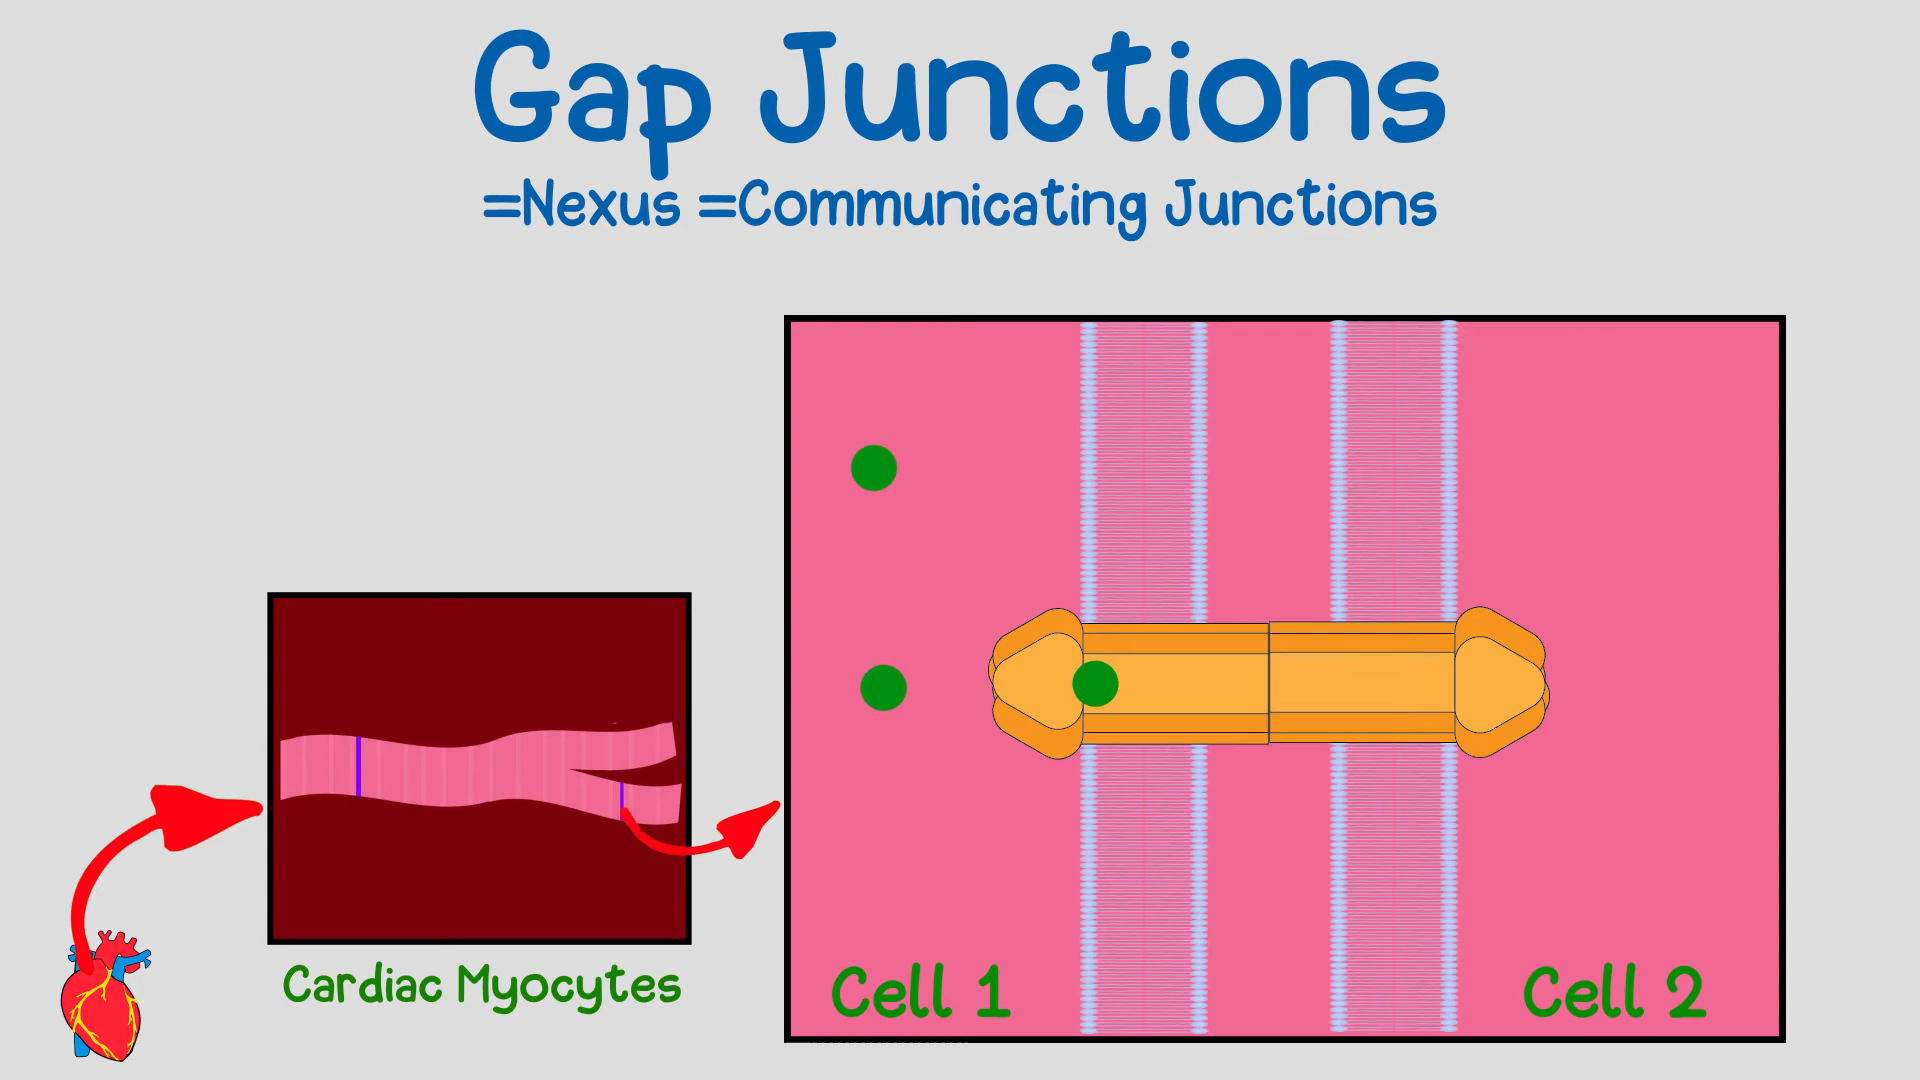 Gap Junctions
=Nexus =Communicating Junctions
Cardiac Myocytes
Cell 1
Cell 2